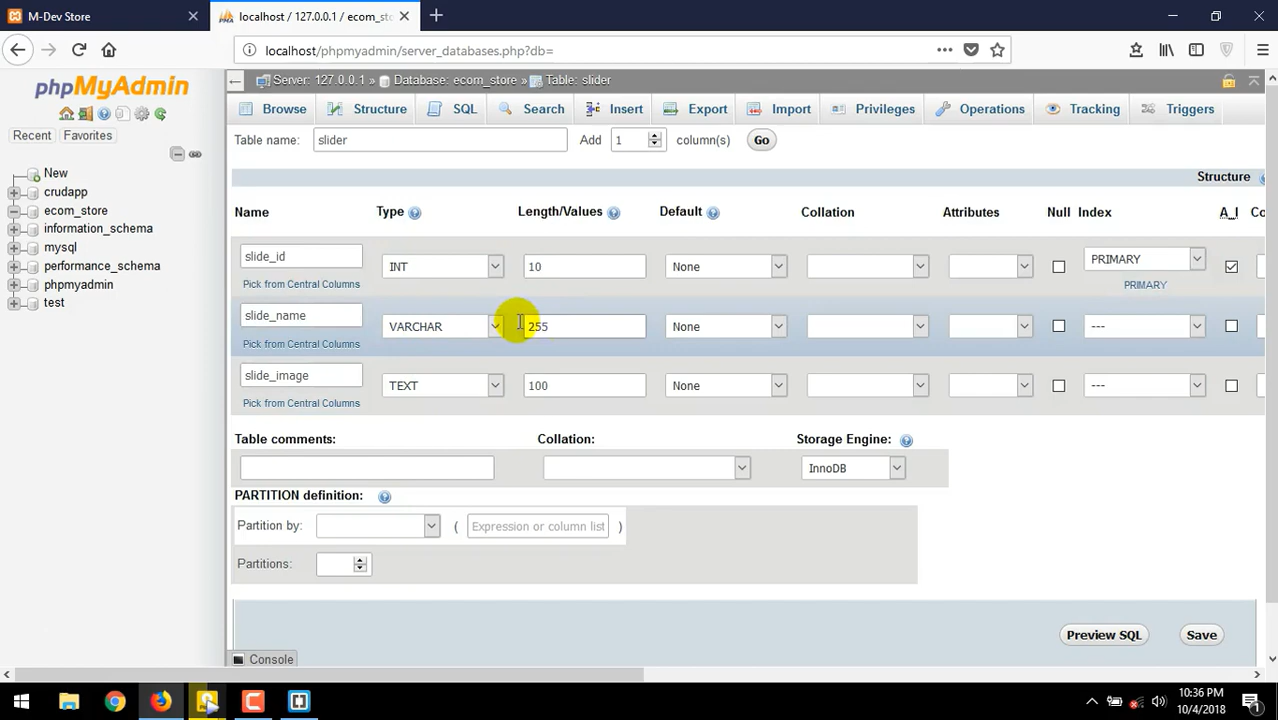 M-Dev Store
localhost / 127.0.0.1 / ecom_stc
localhost/phpmyadmin/server_databases.php?db=
phpMyAdmin
Recent
Favorites
New
crudapp
ecom_store
information_schema
mysql
performance_schema
phpmyadmin
test
Server: 127.0.0.1 » Database: ecom_store » Table: slider
Browse
Structure
SQL
Search
Insert
Export
Import
Privileges
Operations
Tracking
Triggers
Table name:
slider
Add
1
column(s)
Go
Structure
Name
Type
Length/Values
Default
Collation
Attributes
Null
Index
A_I
Co
slide_id
INT
10
None
PRIMARY
Pick from Central Columns
PRIMARY
slide_name
VARCHAR
255
None
---
Pick from Central Columns
slide_image
TEXT
100
None
---
Pick from Central Columns
Table comments:
Collation:
Storage Engine:
InnoDB
PARTITION definition:
Partition by:
(
Expression or column list
)
Partitions:
Preview SQL
Save
Console
10:36 PM
10/4/2018